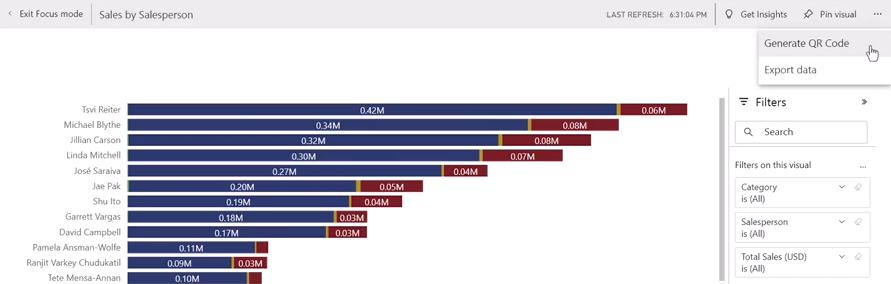 Exit Focus mode
Sales by Salesperson
LAST REFRESH: 6:31:04 PM
Get Insights
Pin visual
...
Generate QR Code
Export data
Filters
Search
Filters on this visual
...
Category
is (All)
Salesperson
is (All)
Total Sales (USD)
is (All)
Tsvi Reiter 0.42M 0.06M
Michael Blythe 0.34M 0.08M
Jillian Carson 0.32M 0.08M
Linda Mitchell 0.30M 0.07M
José Saraiva 0.27M 0.04M
Jae Pak 0.20M 0.05M
Shu Ito 0.19M 0.04M
Garrett Vargas 0.18M 0.03M
David Campbell 0.17M 0.03M
Pamela Ansman-Wolfe 0.11M
Ranjit Varkey Chudukatil 0.09M 0.03M
Tete Mensa-Annan 0.10M